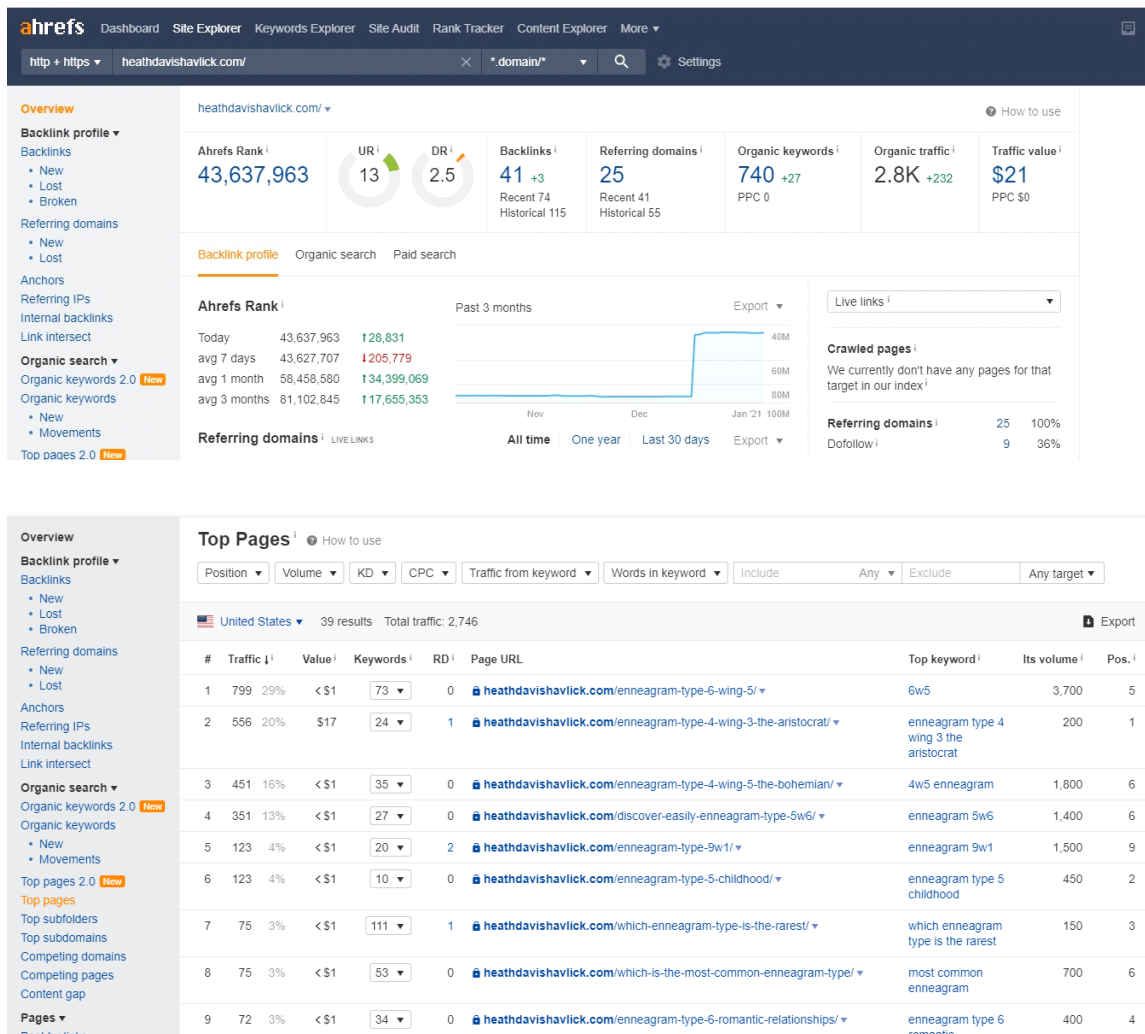 ahrefs Dashboard Site Explorer Keywords Explorer Site Audit Rank Tracker Content Explorer More
http + https heathdavishavlick.com/ *.domain/* Settings
Overview
Backlink profile
Backlinks
New
Lost
Broken
Referring domains
New
Lost
Anchors
Referring IPs
Internal backlinks
Link intersect
Organic search
Organic keywords 2.0 New
Organic keywords
New
Movements
Top pages 2.0 New
heathdavishavlick.com/
How to use
Ahrefs Rank i UR i DR i Backlinks i Referring domains i Organic keywords i Organic traffic i Traffic value i
43,637,963 13 2.5 41 +3 25 740 +27 2.8K +232 $21
Recent 74 Recent 41 PPC 0 PPC $0
Historical 115 Historical 55
Backlink profile Organic search Paid search
Ahrefs Rank i Past 3 months Export
Today 43,637,963 ↑28,831
avg 7 days 43,627,707 ↓205,779
avg 1 month 58,458,580 ↑34,399,069
avg 3 months 81,102,845 ↑17,655,353
40M
60M
80M
Nov Dec Jan '21 100M
Referring domains i LIVE LINKS All time One year Last 30 days Export
Live links i
Crawled pages i
We currently don't have any pages for that
target in our index i
Referring domains i 25 100%
Dofollow i 9 36%
Overview
Backlink profile
Backlinks
New
Lost
Broken
Referring domains
New
Lost
Anchors
Referring IPs
Internal backlinks
Link intersect
Organic search
Organic keywords 2.0 New
Organic keywords
New
Movements
Top pages 2.0 New
Top pages
Top subfolders
Top subdomains
Competing domains
Competing pages
Content gap
Pages
Top Pages i How to use
Position Volume KD CPC Traffic from keyword Words in keyword Include Any Exclude Any target
United States 39 results Total traffic: 2,746 Export
# Traffic ↓ i Value i Keywords i RD i Page URL Top keyword i Its volume i Pos. i
1 799 29% < $1 73 0 heathdavishavlick.com/enneagram-type-6-wing-5/ 6w5 3,700 5
2 556 20% $17 24 1 heathdavishavlick.com/enneagram-type-4-wing-3-the-aristocrat/ enneagram type 4 200 1
wing 3 the
aristocrat
3 451 16% < $1 35 0 heathdavishavlick.com/enneagram-type-4-wing-5-the-bohemian/ 4w5 enneagram 1,800 6
4 351 13% < $1 27 0 heathdavishavlick.com/discover-easily-enneagram-type-5w6/ enneagram 5w6 1,400 6
5 123 4% < $1 20 2 heathdavishavlick.com/enneagram-type-9w1/ enneagram 9w1 1,500 9
6 123 4% < $1 10 0 heathdavishavlick.com/enneagram-type-5-childhood/ enneagram type 5 450 2
childhood
7 75 3% < $1 111 1 heathdavishavlick.com/which-enneagram-type-is-the-rarest/ which enneagram 150 3
type is the rarest
8 75 3% < $1 53 0 heathdavishavlick.com/which-is-the-most-common-enneagram-type/ most common 700 6
enneagram
9 72 3% < $1 34 0 heathdavishavlick.com/enneagram-type-6-romantic-relationships/ enneagram type 6 400 4